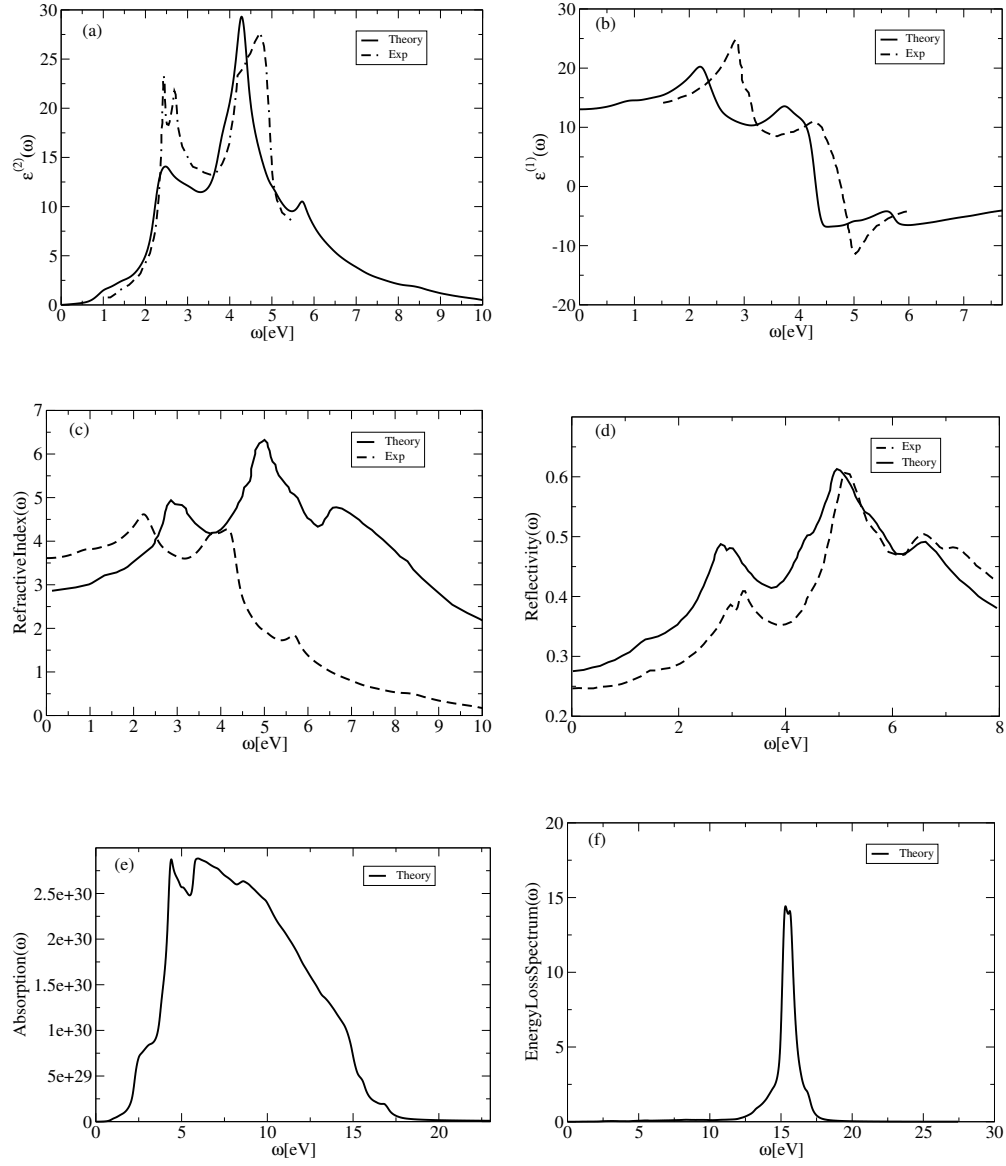 (a)
Theory
Exp
30
25
20
15
10
5
0
ε(2)(ω)
0 1 2 3 4 5 6 7 8 9 10
ω[eV]
(b)
Theory
Exp
30
20
10
0
-10
-20
ε(1)(ω)
0 1 2 3 4 5 6 7
ω[eV]
(c)
Theory
Exp
7
6
5
4
3
2
1
0
RefractiveIndex(ω)
0 1 2 3 4 5 6 7 8 9 10
ω[eV]
(d)
Exp
Theory
0.6
0.5
0.4
0.3
0.2
Reflectivity(ω)
0 2 4 6 8
ω[eV]
(e)
Theory
2.5e+30
2e+30
1.5e+30
1e+30
5e+29
0
Absorption(ω)
0 5 10 15 20
ω[eV]
(f)
Theory
20
15
10
5
0
EnergyLossSpectrum(ω)
0 5 10 15 20 25 30
ω[eV]